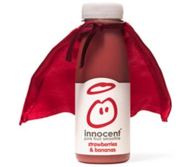 innocent
pure fruit smoothie
strawberries
& bananas